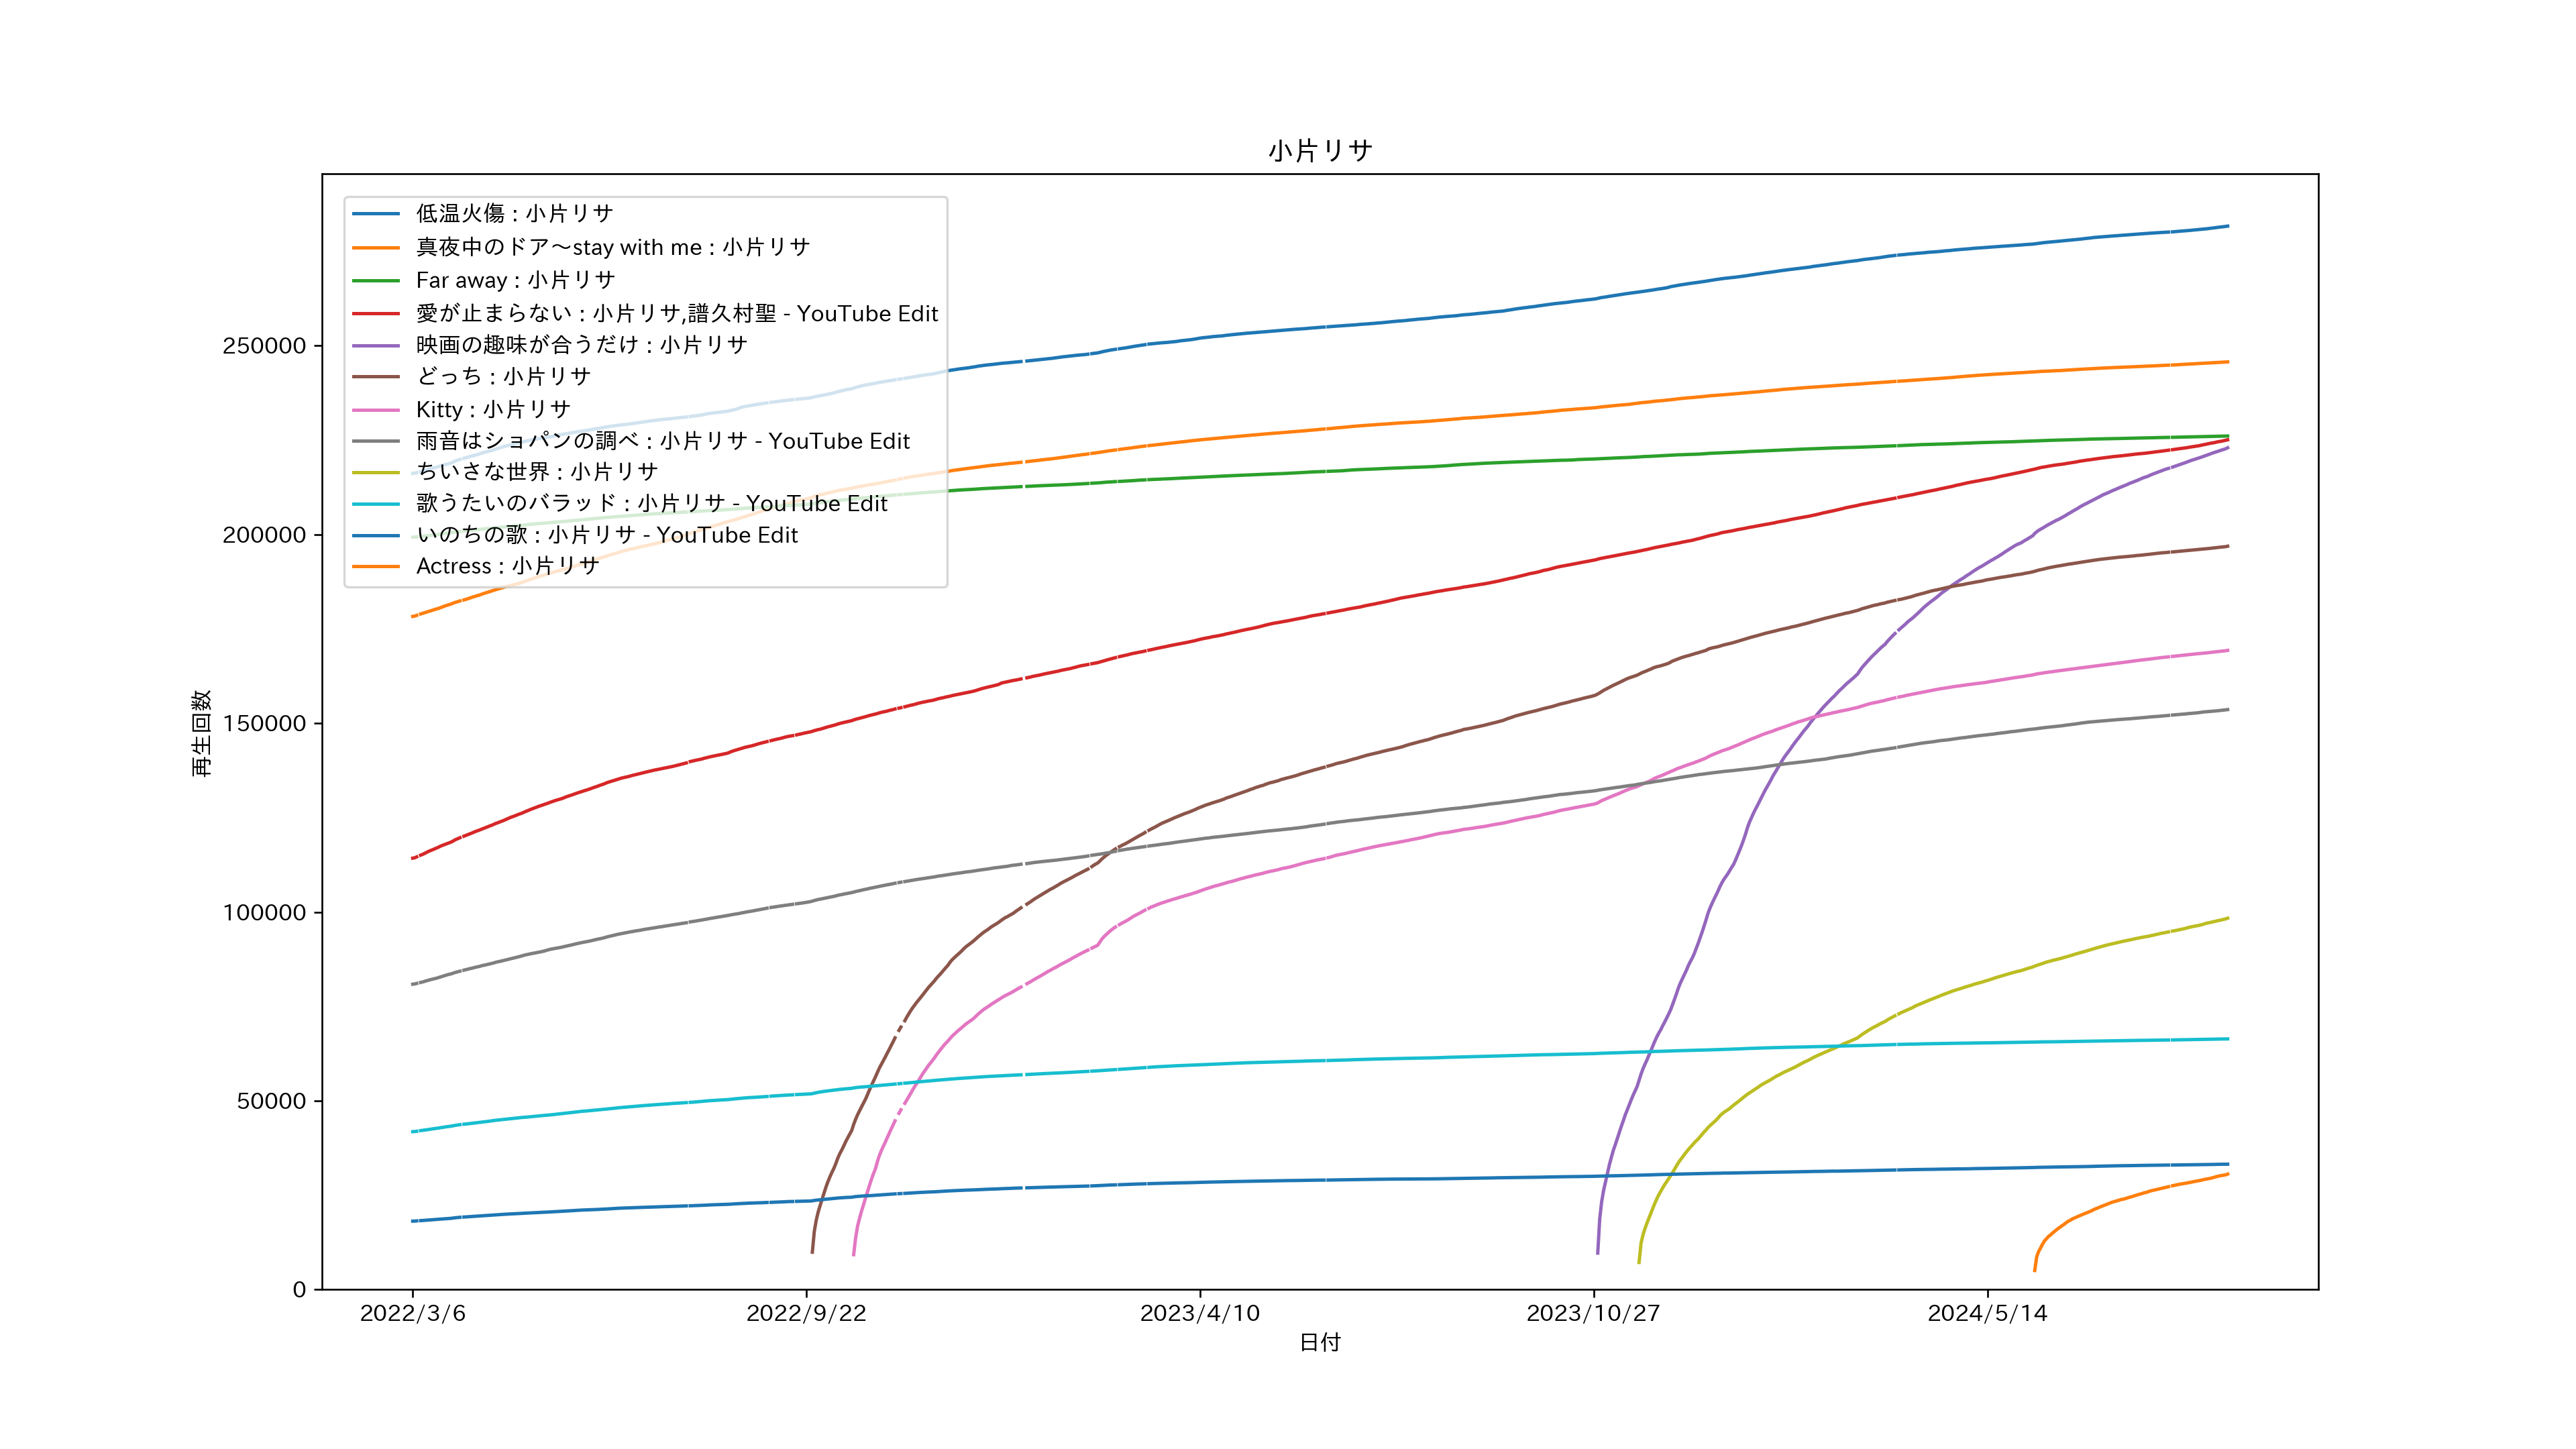 小片リサ
低温火傷 : 小片リサ
真夜中のドア～stay with me : 小片リサ
Far away : 小片リサ
愛が止まらない : 小片リサ,譜久村聖 - YouTube Edit
映画の趣味が合うだけ : 小片リサ
どっち : 小片リサ
Kitty : 小片リサ
雨音はショパンの調べ : 小片リサ - YouTube Edit
ちいさな世界 : 小片リサ
歌うたいのバラッド : 小片リサ - YouTube Edit
いのちの歌 : 小片リサ - YouTube Edit
Actress : 小片リサ
250000
200000
150000
100000
50000
0
再生回数
2022/3/6
2022/9/22
2023/4/10
2023/10/27
2024/5/14
日付